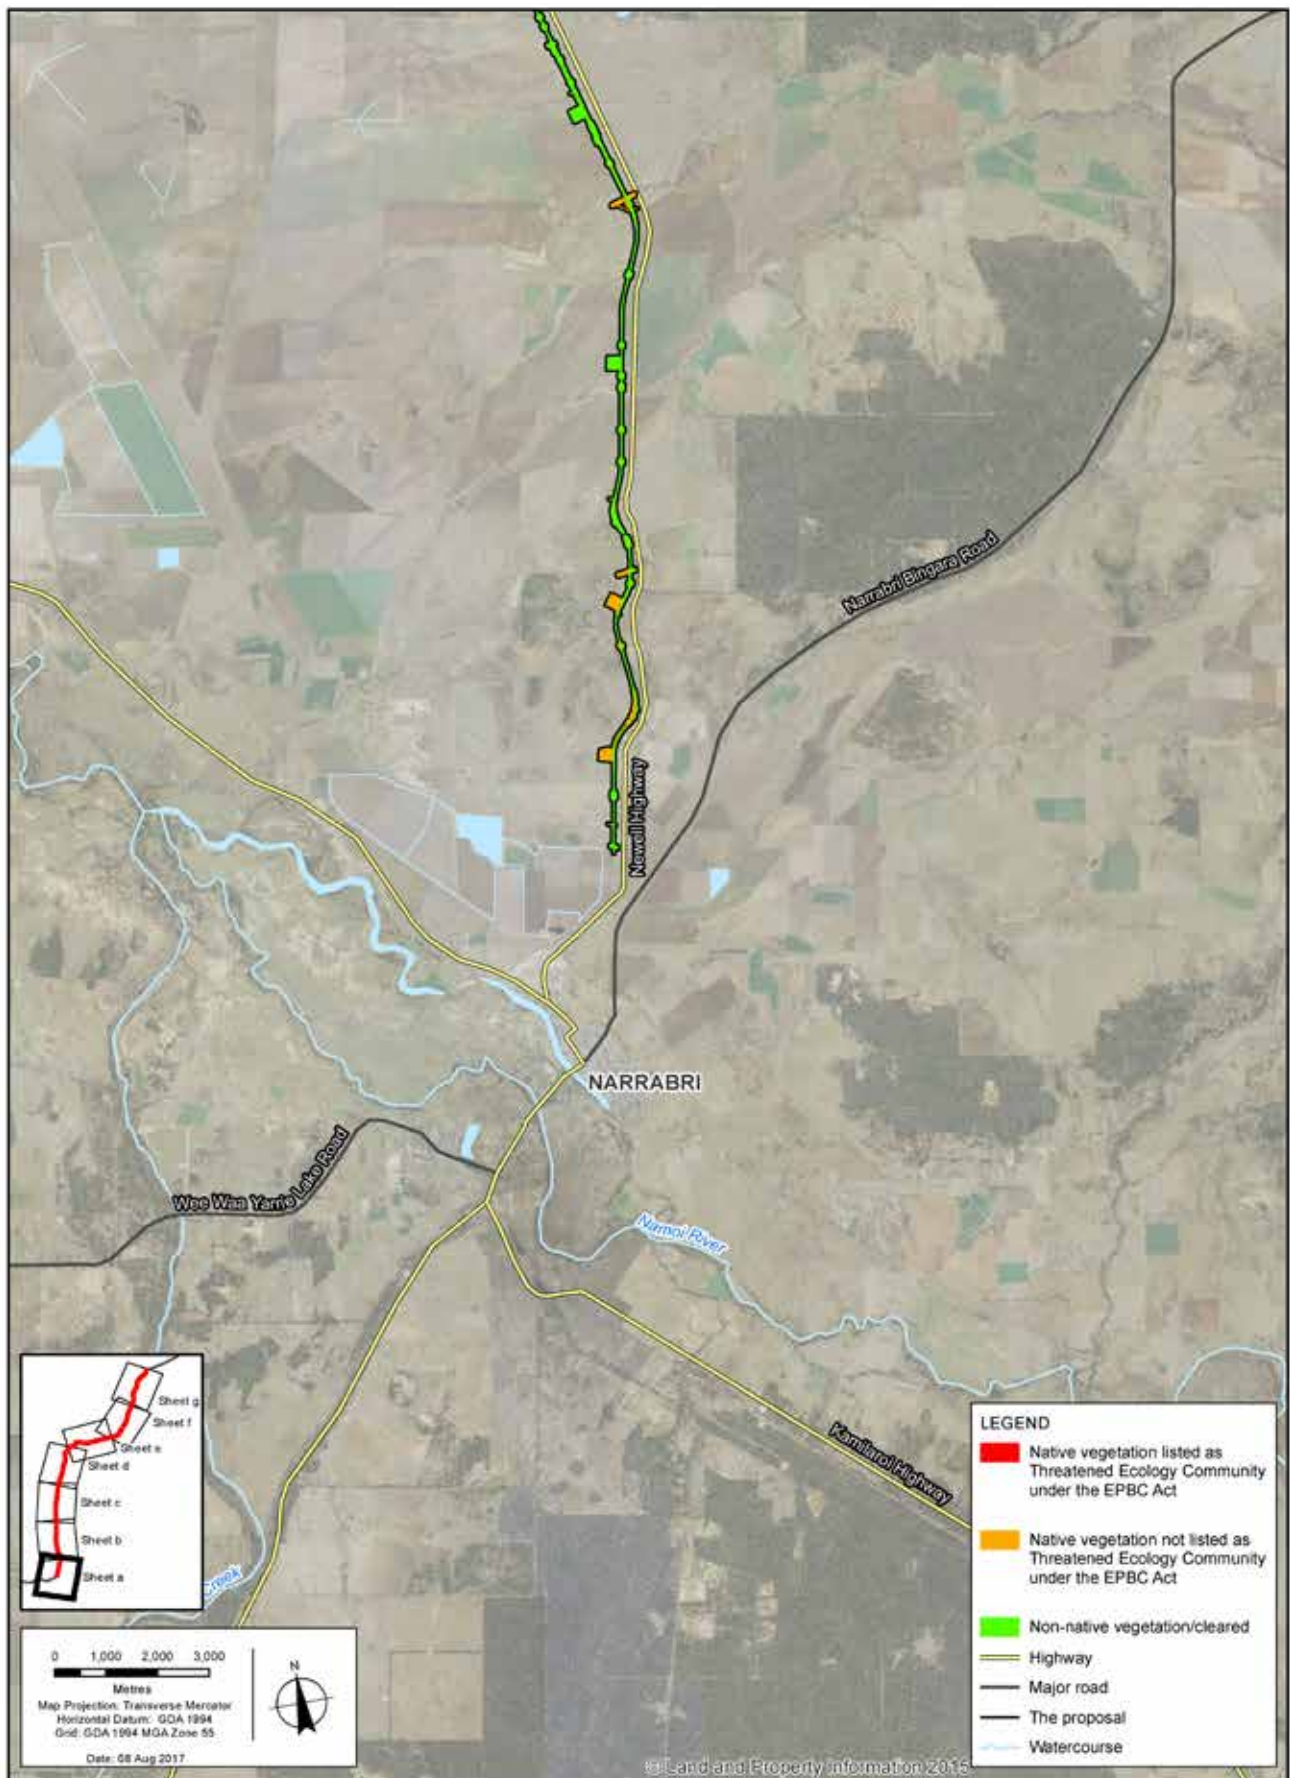 Narrabri Bingara Road
Newell Highway
NARRABRI
Wee Waa Yarrie Lake Road
Namoi River
Kamilaroi Highway
Creek
Sheet g
Sheet f
Sheet e
Sheet d
Sheet c
Sheet b
Sheet a
0 1,000 2,000 3,000
Metres
Map Projection: Transverse Mercator
Horizontal Datum: GDA 1994
Grid: GDA 1994 MGA Zone 55
Date: 08 Aug 2017
N
LEGEND
Native vegetation listed as
Threatened Ecology Community
under the EPBC Act
Native vegetation not listed as
Threatened Ecology Community
under the EPBC Act
Non-native vegetation/cleared
Highway
Major road
The proposal
Watercourse
© Land and Property Information 2015